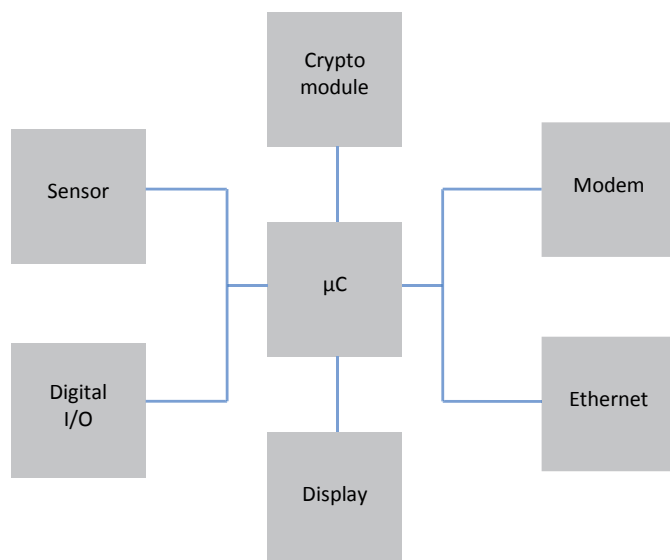 Crypto
module
Sensor
Modem
µC
Digital
I/O
Ethernet
Display